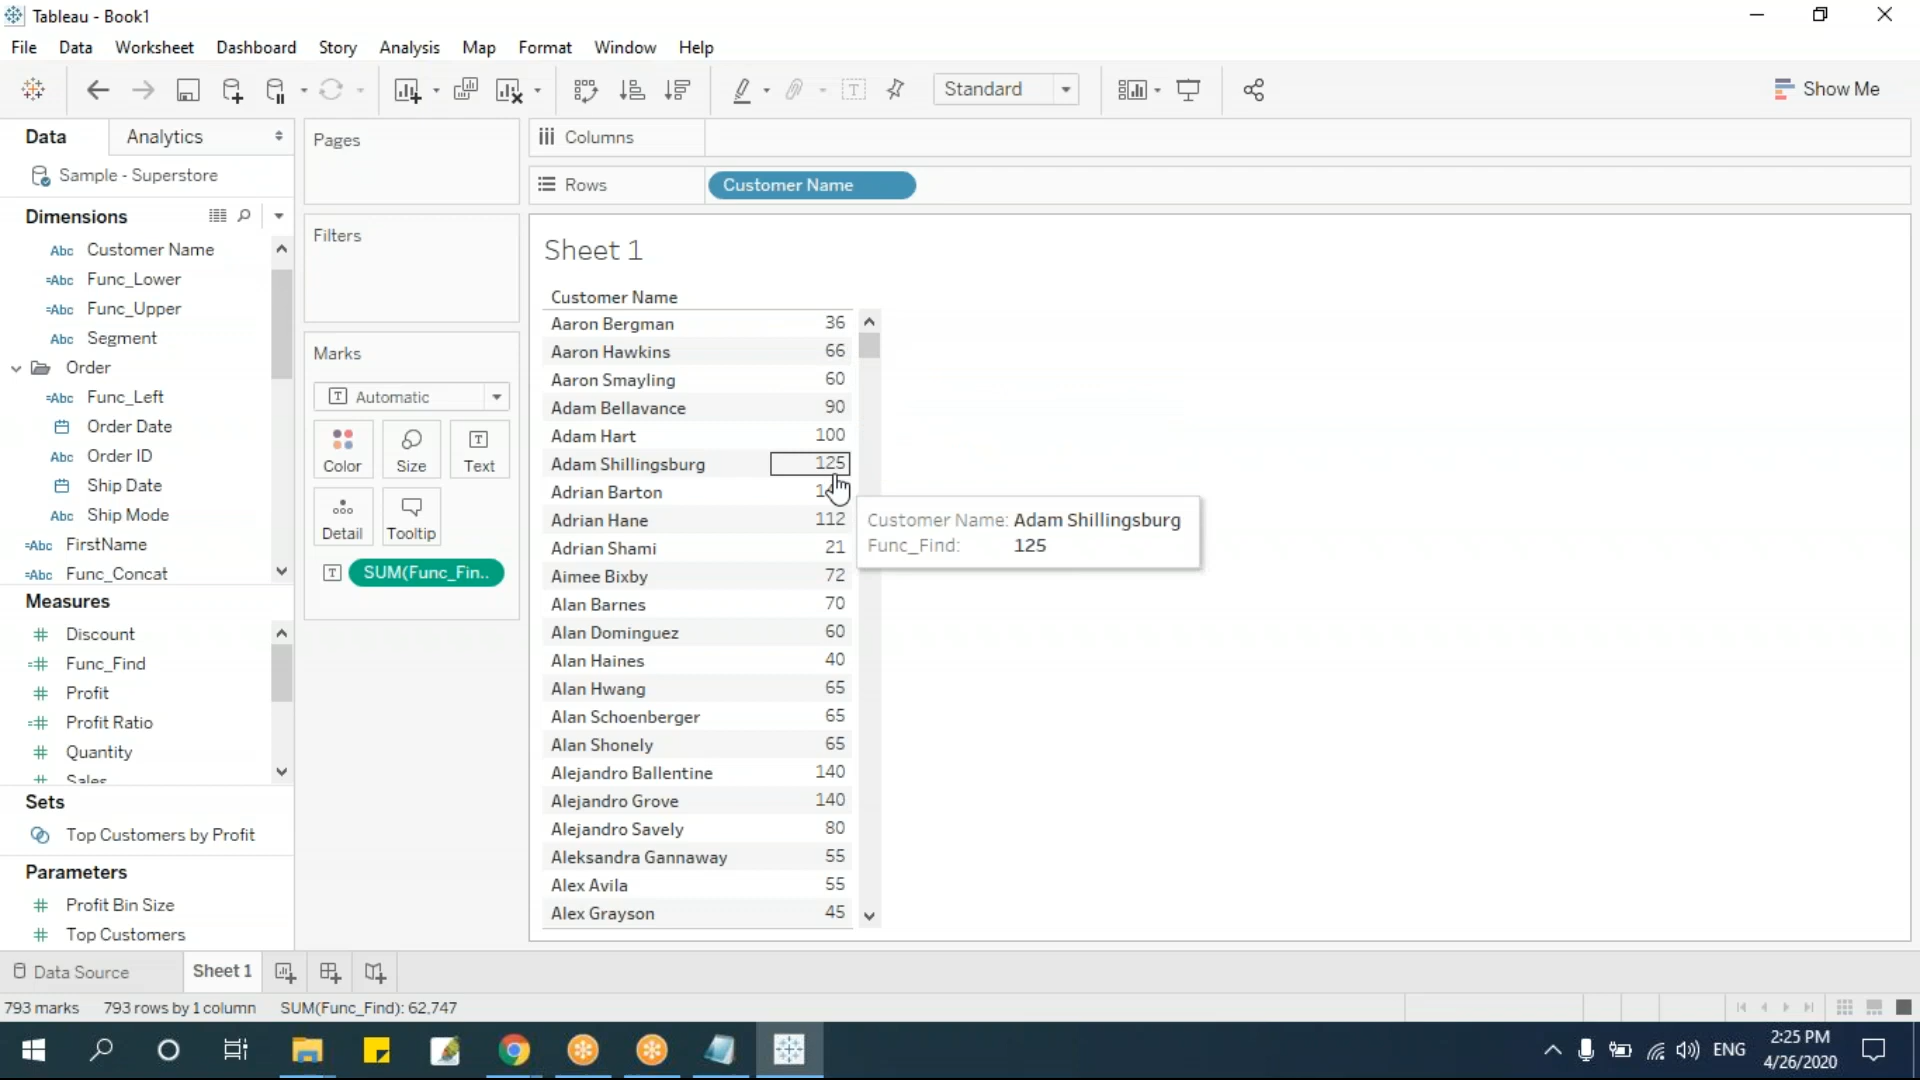 Tableau - Book1
File Data Worksheet Dashboard Story Analysis Map Format Window Help
Standard
Show Me
Data
Analytics
Sample - Superstore
Dimensions
Abc Customer Name
=Abc Func_Lower
=Abc Func_Upper
Abc Segment
Order
=Abc Func_Left
Order Date
Abc Order ID
Ship Date
Abc Ship Mode
=Abc FirstName
=Abc Func_Concat
Measures
# Discount
=# Func_Find
# Profit
=# Profit Ratio
# Quantity
# Sales
Sets
Top Customers by Profit
Parameters
# Profit Bin Size
# Top Customers
Pages
Filters
Marks
T Automatic
Color
Size
T Text
Detail
Tooltip
T SUM(Func_Fin..
Columns
Rows
Customer Name
Sheet 1
Customer Name
Aaron Bergman 36
Aaron Hawkins 66
Aaron Smayling 60
Adam Bellavance 90
Adam Hart 100
Adam Shillingsburg 125
Adrian Barton
Adrian Hane 112
Adrian Shami 21
Aimee Bixby 72
Alan Barnes 70
Alan Dominguez 60
Alan Haines 40
Alan Hwang 65
Alan Schoenberger 65
Alan Shonely 65
Alejandro Ballentine 140
Alejandro Grove 140
Alejandro Savely 80
Aleksandra Gannaway 55
Alex Avila 55
Alex Grayson 45
Customer Name: Adam Shillingsburg
Func_Find: 125
Data Source
Sheet 1
793 marks 793 rows by 1 column SUM(Func_Find): 62,747
ENG
2:25 PM
4/26/2020